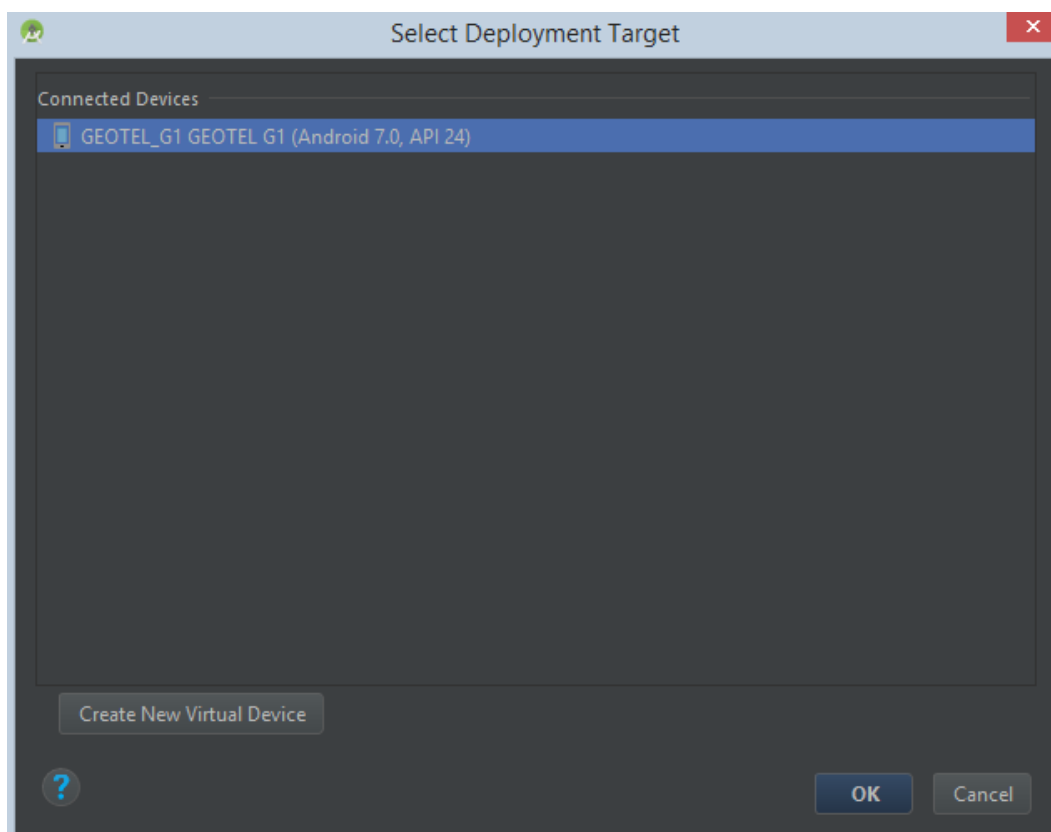 Select Deployment Target
Connected Devices
GEOTEL_G1 GEOTEL G1 (Android 7.0, API 24)
Create New Virtual Device
?
OK Cancel